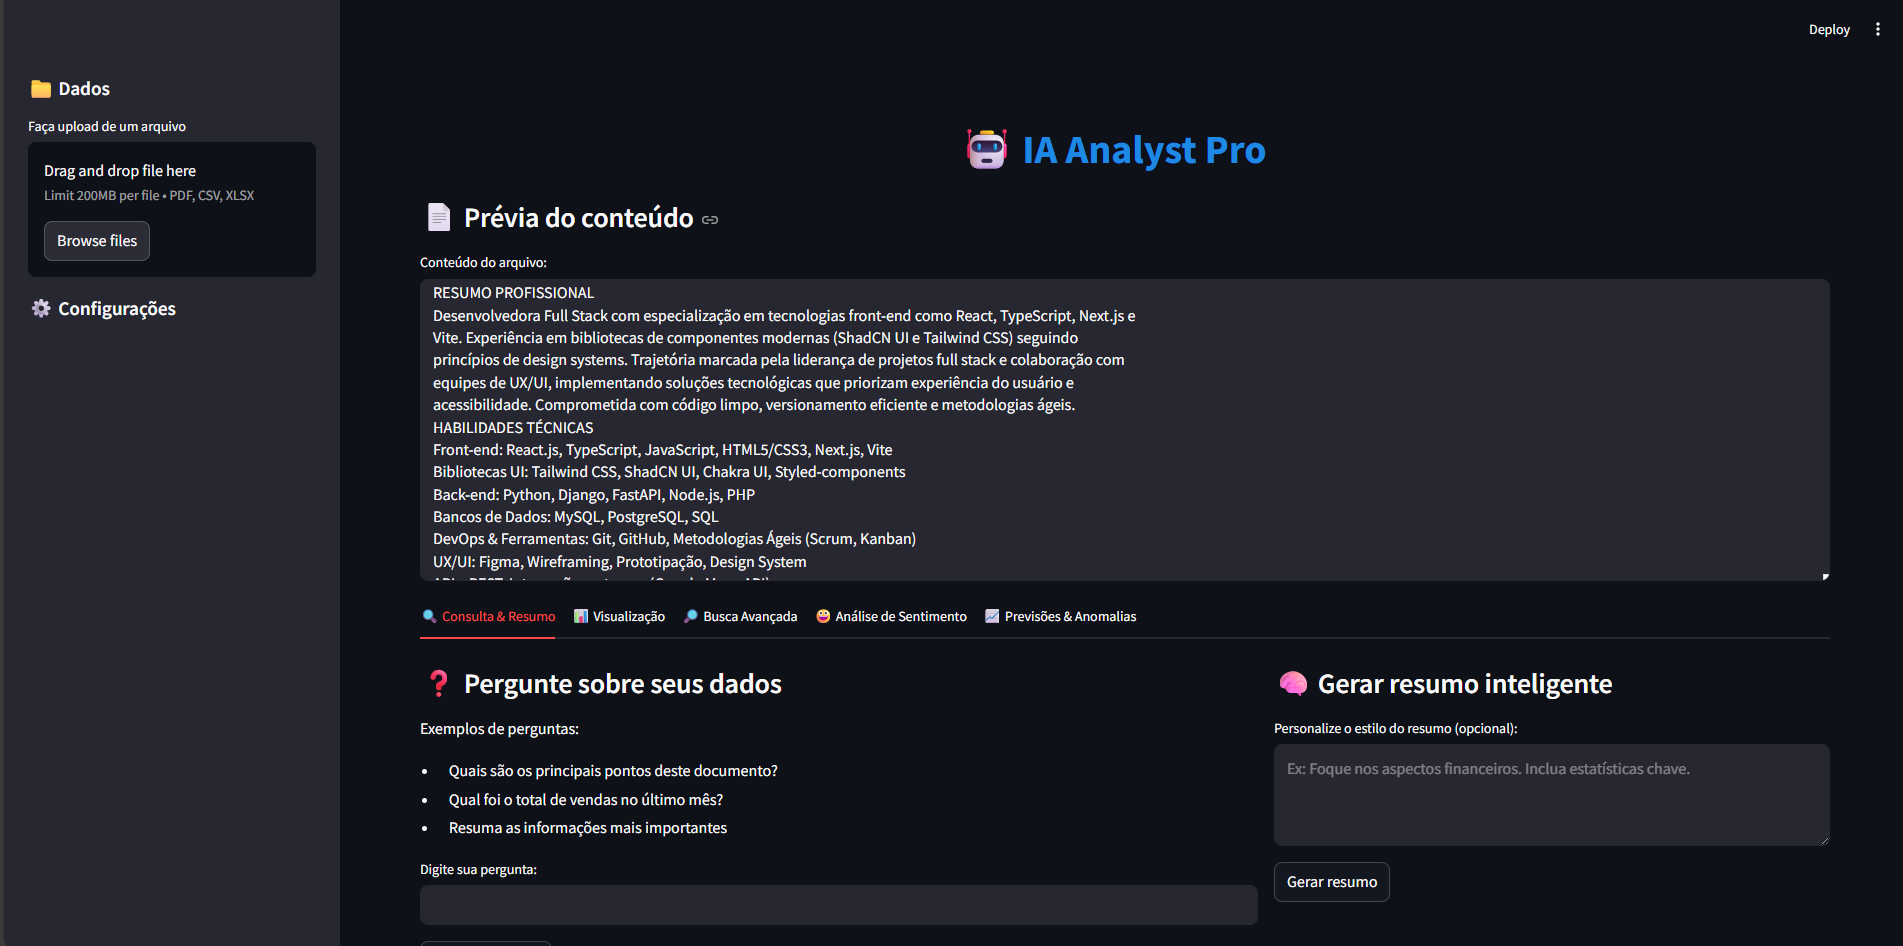 Deploy
Dados
Faça upload de um arquivo
Drag and drop file here
Limit 200MB per file • PDF, CSV, XLSX
Browse files
Configurações
IA Analyst Pro
Prévia do conteúdo
Conteúdo do arquivo:
RESUMO PROFISSIONAL
Desenvolvedora Full Stack com especialização em tecnologias front-end como React, TypeScript, Next.js e
Vite. Experiência em bibliotecas de componentes modernas (ShadCN UI e Tailwind CSS) seguindo
princípios de design systems. Trajetória marcada pela liderança de projetos full stack e colaboração com
equipes de UX/UI, implementando soluções tecnológicas que priorizam experiência do usuário e
acessibilidade. Comprometida com código limpo, versionamento eficiente e metodologias ágeis.
HABILIDADES TÉCNICAS
Front-end: React.js, TypeScript, JavaScript, HTML5/CSS3, Next.js, Vite
Bibliotecas UI: Tailwind CSS, ShadCN UI, Chakra UI, Styled-components
Back-end: Python, Django, FastAPI, Node.js, PHP
Bancos de Dados: MySQL, PostgreSQL, SQL
DevOps & Ferramentas: Git, GitHub, Metodologias Ágeis (Scrum, Kanban)
UX/UI: Figma, Wireframing, Prototipação, Design System
Consulta & Resumo
Visualização
Busca Avançada
Análise de Sentimento
Previsões & Anomalias
Pergunte sobre seus dados
Exemplos de perguntas:
• Quais são os principais pontos deste documento?
• Qual foi o total de vendas no último mês?
• Resuma as informações mais importantes
Digite sua pergunta:
Gerar resumo inteligente
Personalize o estilo do resumo (opcional):
Ex: Foque nos aspectos financeiros. Inclua estatísticas chave.
Gerar resumo